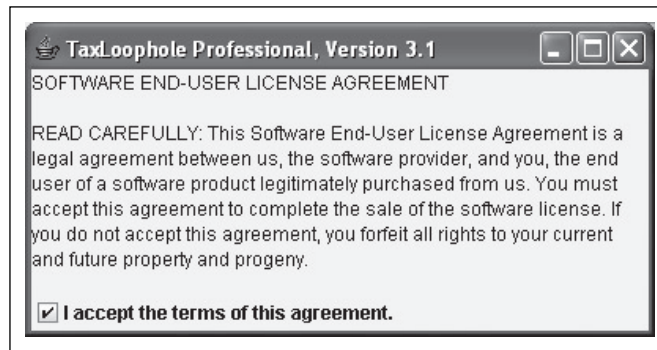 TaxLoophole Professional, Version 3.1
SOFTWARE END-USER LICENSE AGREEMENT
READ CAREFULLY: This Software End-User License Agreement is a
legal agreement between us, the software provider, and you, the end
user of a software product legitimately purchased from us. You must
accept this agreement to complete the sale of the software license. If
you do not accept this agreement, you forfeit all rights to your current
and future property and progeny.
I accept the terms of this agreement.